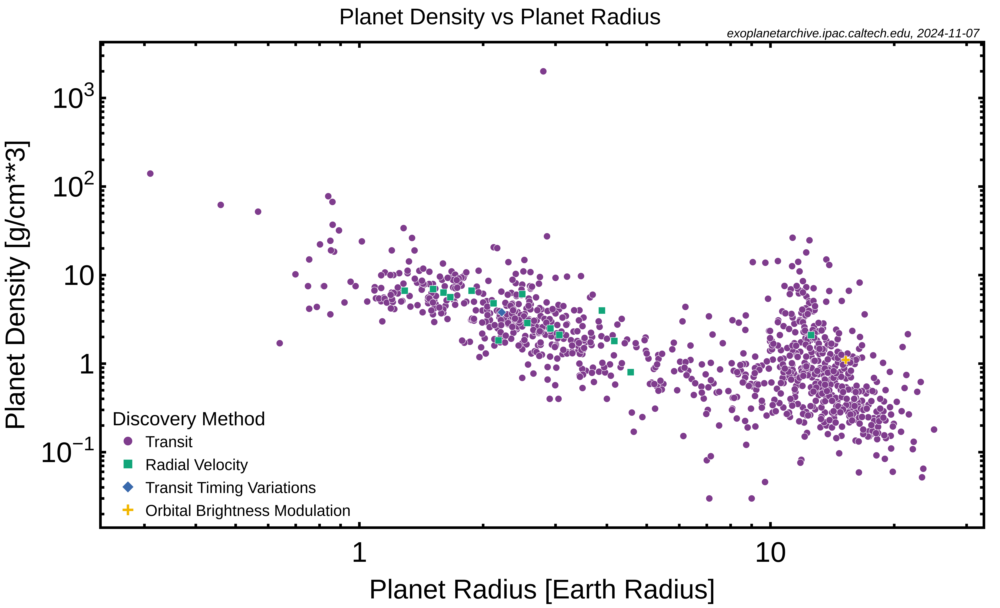 Planet Density vs Planet Radius
exoplanetarchive.ipac.caltech.edu, 2024-11-07
Planet Density [g/cm**3]
10³
10²
10
1
10⁻¹
Discovery Method
Transit
Radial Velocity
Transit Timing Variations
Orbital Brightness Modulation
1 10
Planet Radius [Earth Radius]